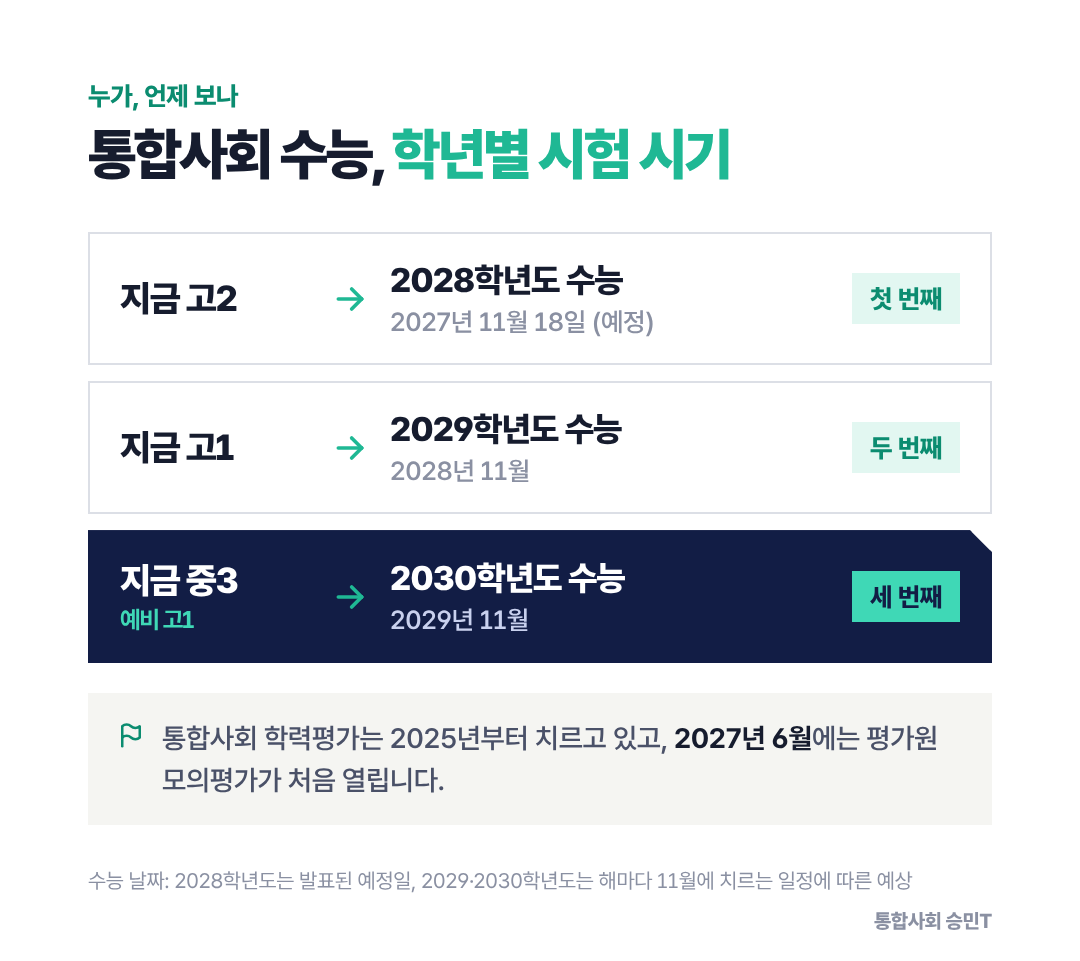 누가, 언제 보나
통합사회 수능, 학년별 시험 시기
지금 고2 → 2028학년도 수능 첫 번째
2027년 11월 18일 (예정)
지금 고1 → 2029학년도 수능 두 번째
2028년 11월
지금 중3 → 2030학년도 수능 세 번째
예비 고1 2029년 11월
통합사회 학력평가는 2025년부터 치르고 있고, 2027년 6월에는 평가원
모의평가가 처음 열립니다.
수능 날짜: 2028학년도는 발표된 예정일, 2029·2030학년도는 해마다 11월에 치르는 일정에 따른 예상
통합사회 승민T